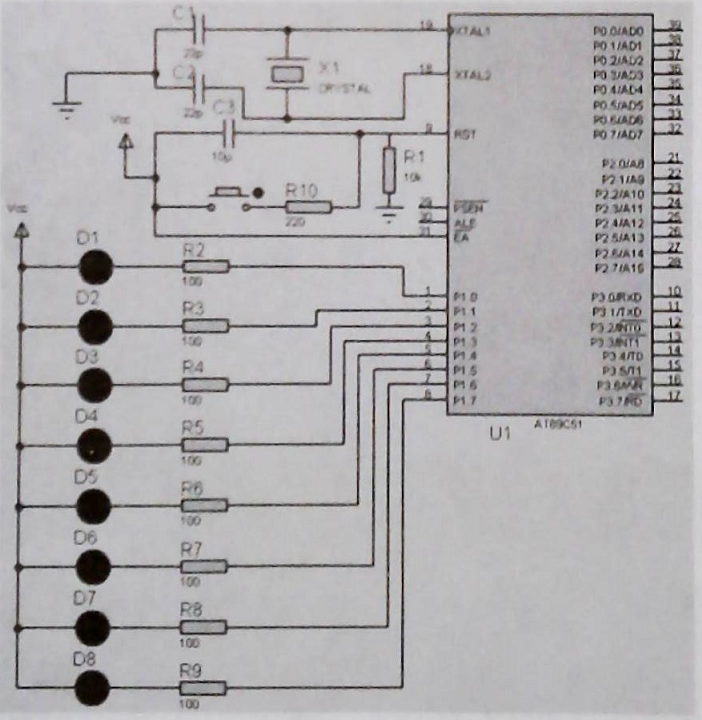 C1
22p
X1
CRYSTAL
C2
22p
C3
10µ
Vcc
R1
10k
R10
220
Vcc
D1
R2
100
D2
R3
100
D3
R4
100
D4
R5
100
D5
R6
100
D6
R7
100
D7
R8
100
D8
R9
100
19 XTAL1
18 XTAL2
9 RST
29 PSEN
30 ALE
31 EA
1 P1.0
2 P1.1
3 P1.2
4 P1.3
5 P1.4
6 P1.5
7 P1.6
8 P1.7
P0.0/AD0 39
P0.1/AD1 38
P0.2/AD2 37
P0.3/AD3 36
P0.4/AD4 35
P0.5/AD5 34
P0.6/AD6 33
P0.7/AD7 32
P2.0/A8 21
P2.1/A9 22
P2.2/A10 23
P2.3/A11 24
P2.4/A12 25
P2.5/A13 26
P2.6/A14 27
P2.7/A15 28
P3.0/RXD 10
P3.1/TXD 11
P3.2/INT0 12
P3.3/INT1 13
P3.4/T0 14
P3.5/T1 15
P3.6/WR 16
P3.7/RD 17
U1
AT89C51